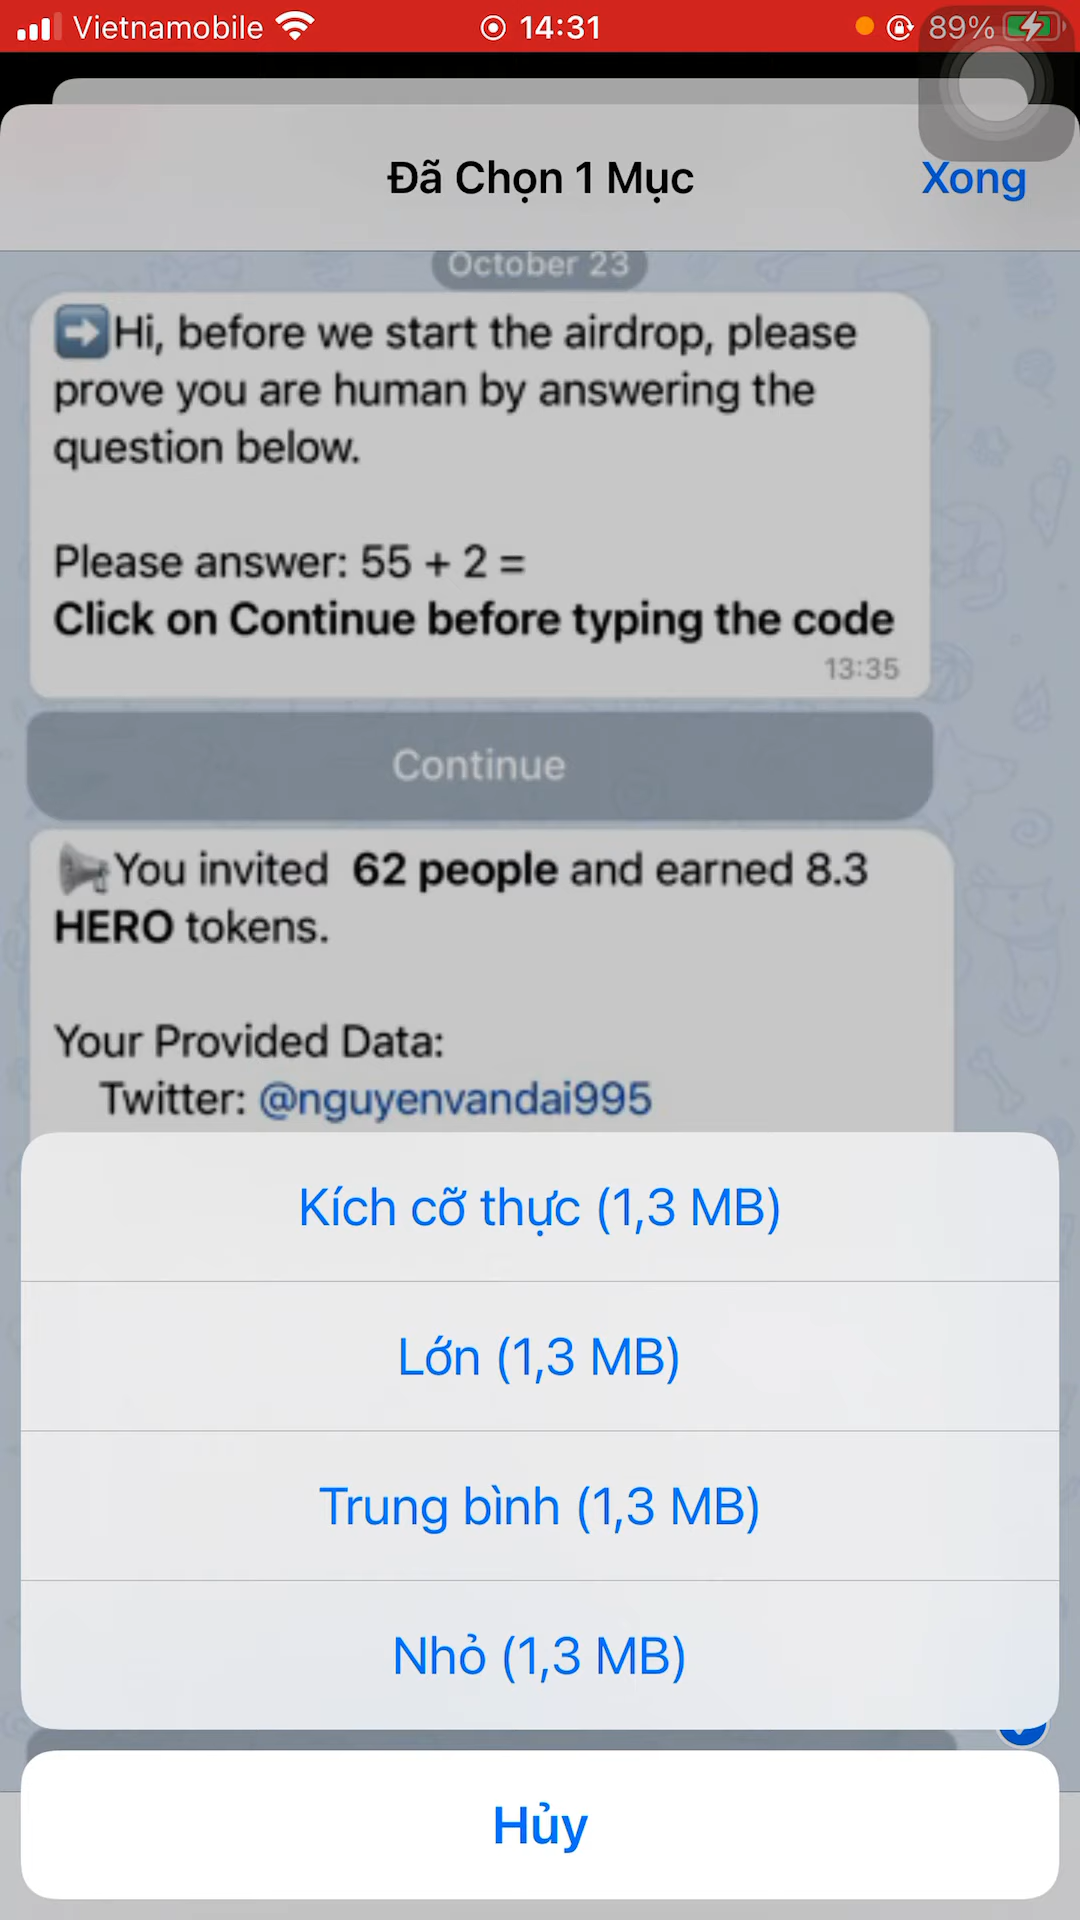 Vietnamobile 14:31 89%
Đã Chọn 1 Mục
Xong
October 23
Hi, before we start the airdrop, please
prove you are human by answering the
question below.
Please answer: 55 + 2 =
Click on Continue before typing the code
13:35
Continue
You invited 62 people and earned 8.3
HERO tokens.
Your Provided Data:
Twitter: @nguyenvandai995
Kích cỡ thực (1,3 MB)
Lớn (1,3 MB)
Trung bình (1,3 MB)
Nhỏ (1,3 MB)
Hủy